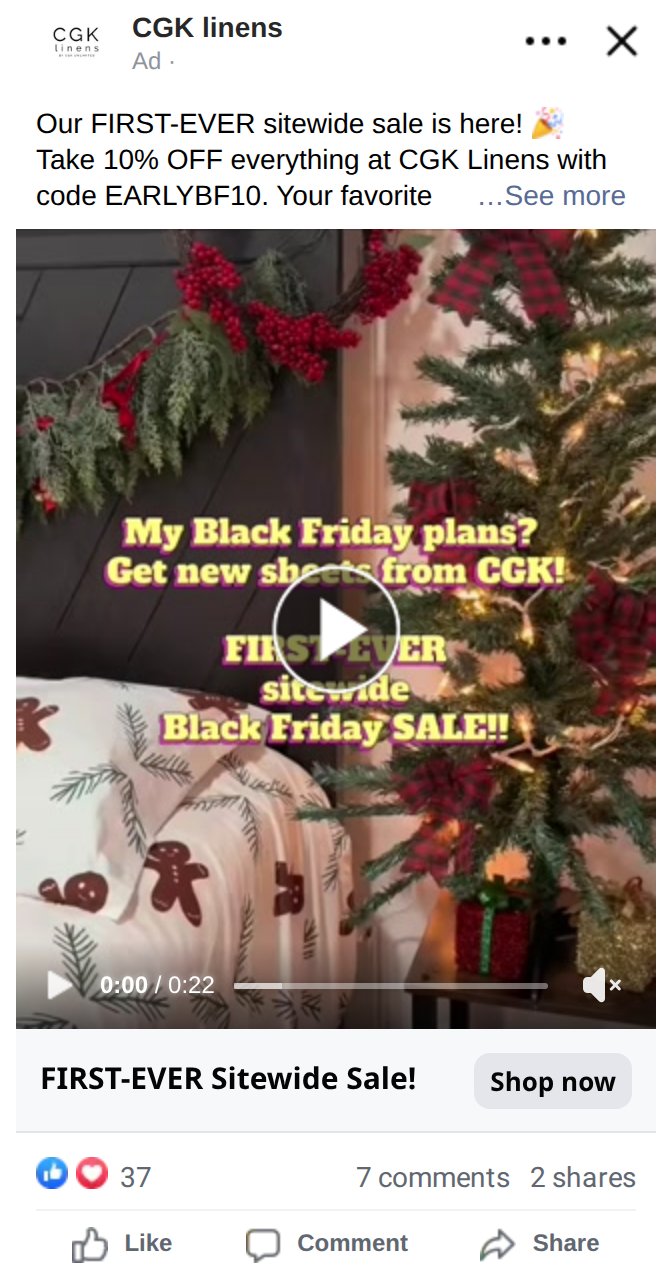 CGK
linens
CGK linens
Ad ·
Our FIRST-EVER sitewide sale is here! 🎉
Take 10% OFF everything at CGK Linens with
code EARLYBF10. Your favorite ...See more
My Black Friday plans?
Get new sheets from CGK!
FIRST-EVER
sitewide
Black Friday SALE!!
0:00 / 0:22
FIRST-EVER Sitewide Sale!
Shop now
37 7 comments 2 shares
Like Comment Share